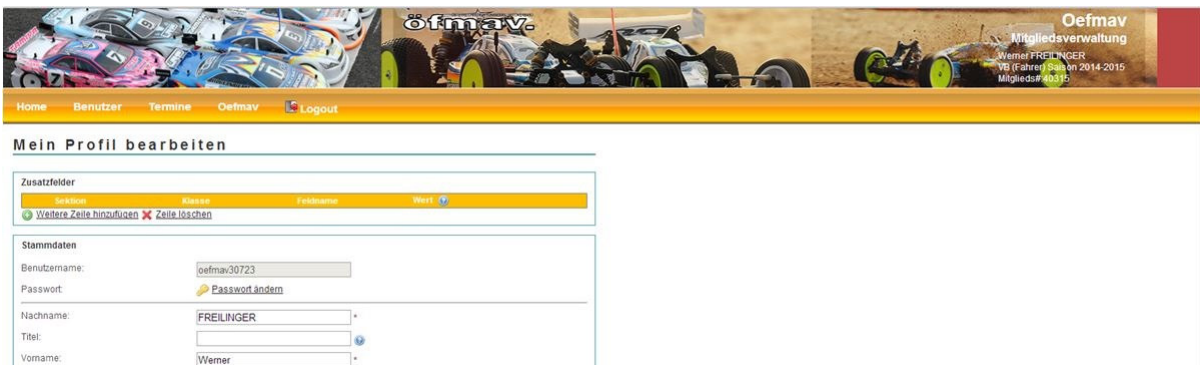 öfmav.
Oefmav
Mitgliedsverwaltung
Werner FREILINGER
VB (Fahrer) Saison 2014-2015
Mitglieds#:40315
Home Benutzer Termine Oefmav Logout
Mein Profil bearbeiten
Zusatzfelder
Sektion Klasse Feldname Wert
Weitere Zeile hinzufügen Zeile löschen
Stammdaten
Benutzername: oefmav30723
Passwort: Passwort ändern
Nachname: FREILINGER *
Titel:
Vorname: Werner *